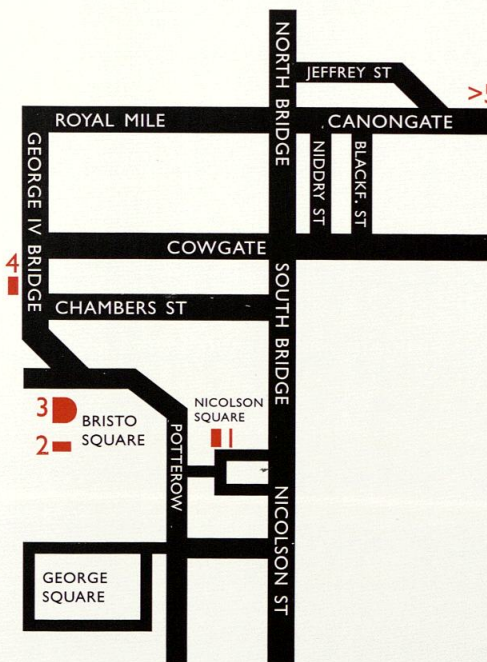 NORTH BRIDGE
JEFFREY ST
>5
ROYAL MILE
CANONGATE
GEORGE IV BRIDGE
NIDDRY ST
BLACKF. ST
COWGATE
4
CHAMBERS ST
SOUTH BRIDGE
NICOLSON
SQUARE
1
3
BRISTO
SQUARE
2
POTTEROW
NICOLSON ST
GEORGE
SQUARE